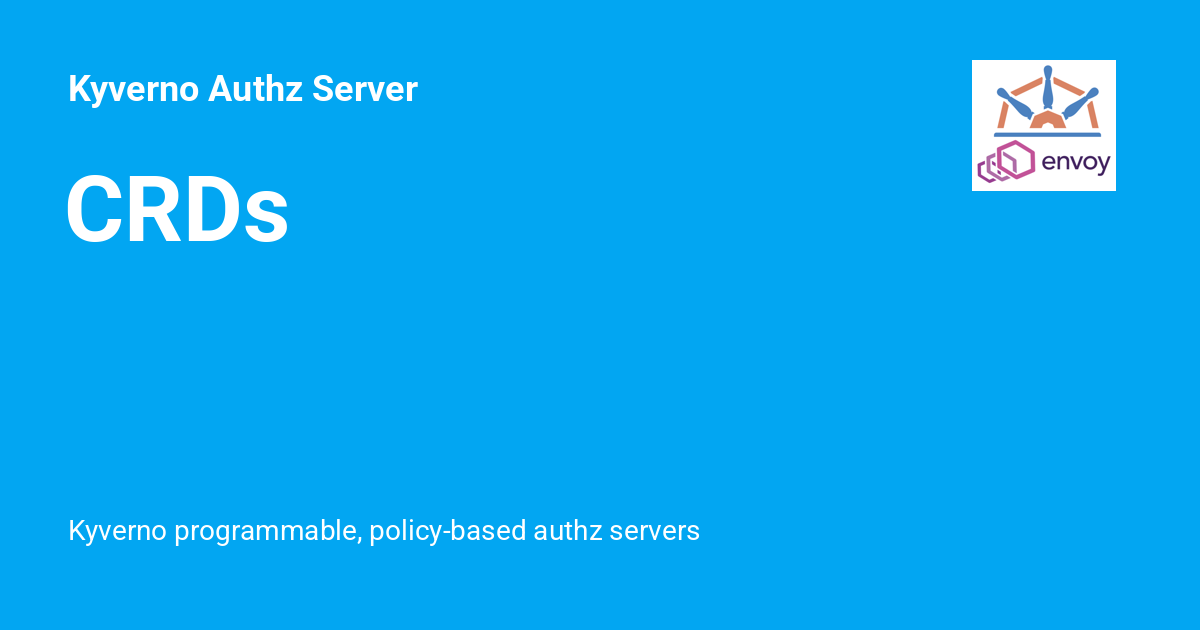 Kyverno Authz Server
CRDs
envoy
Kyverno programmable, policy-based authz servers